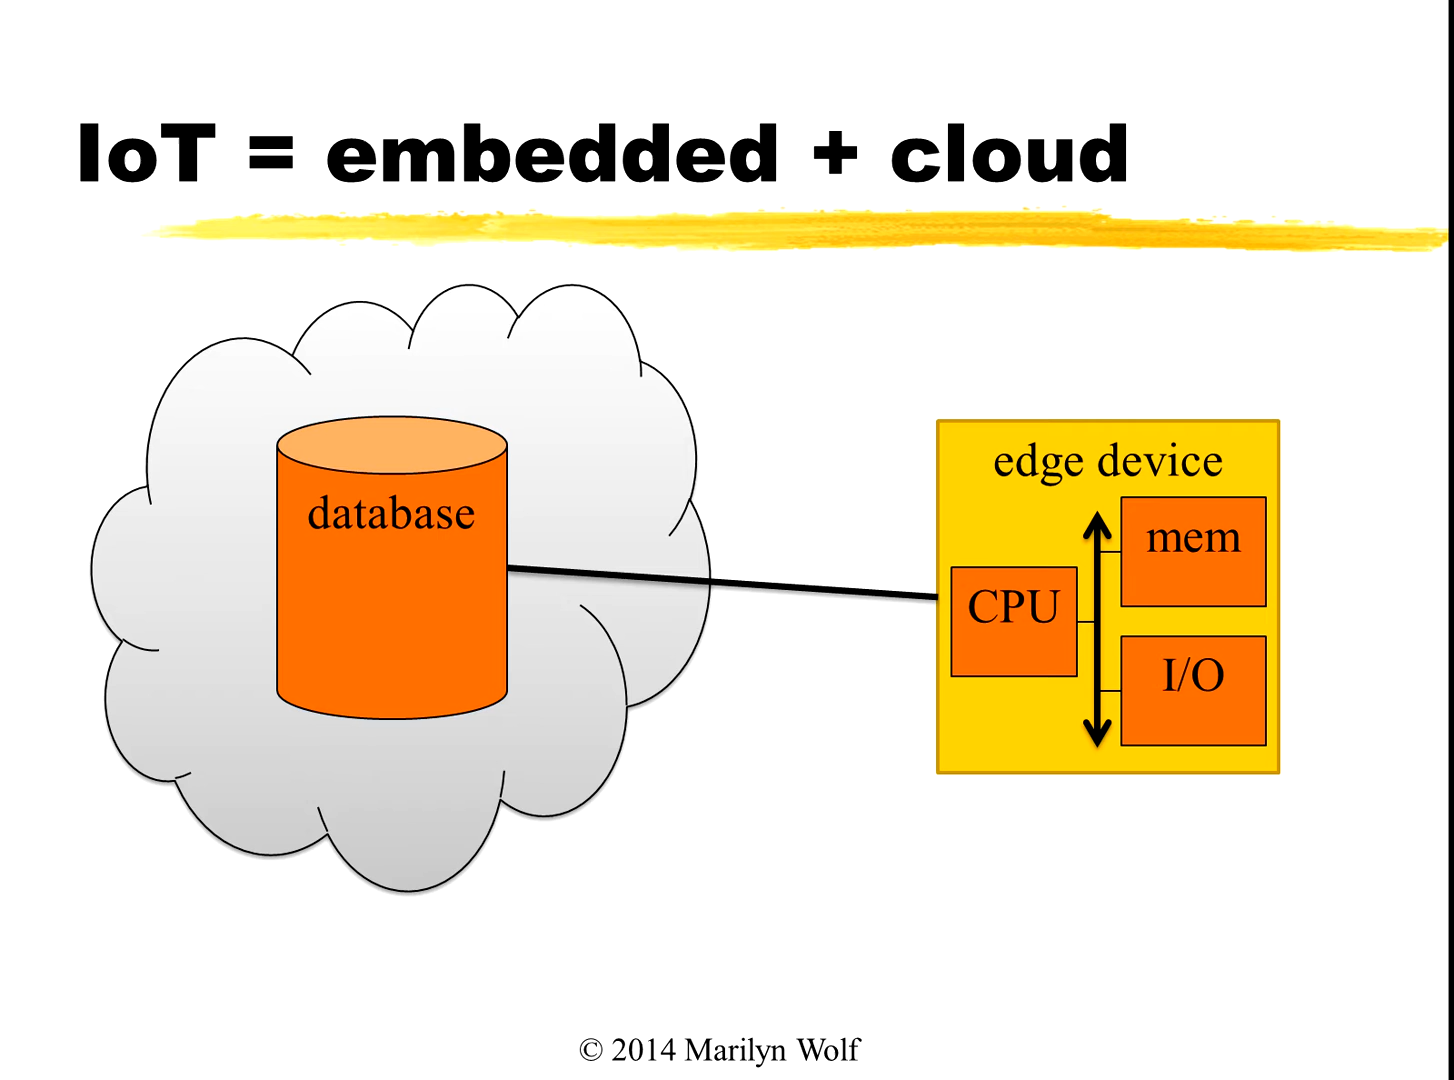 IoT = embedded + cloud
database
edge device
mem
CPU
I/O
© 2014 Marilyn Wolf